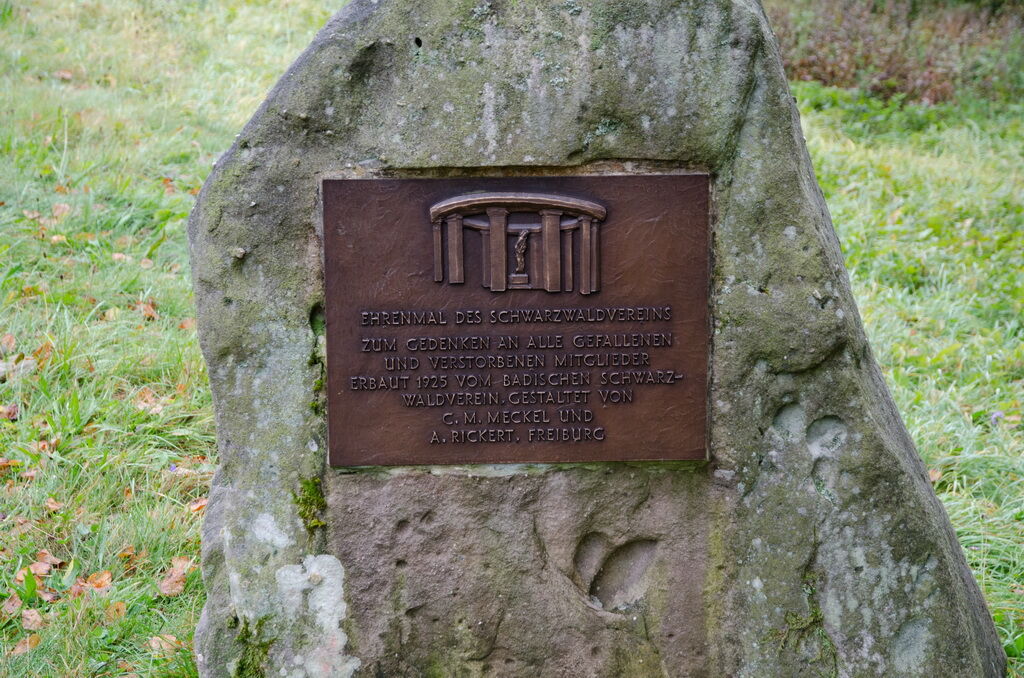 EHRENMAL DES SCHWARZWALDVEREINS
ZUM GEDENKEN AN ALLE GEFALLENEN
UND VERSTORBENEN MITGLIEDER
ERBAUT 1925 VOM BADISCHEN SCHWARZ-
WALDVEREIN. GESTALTET VON
C. M. MECKEL UND
A. RICKERT, FREIBURG